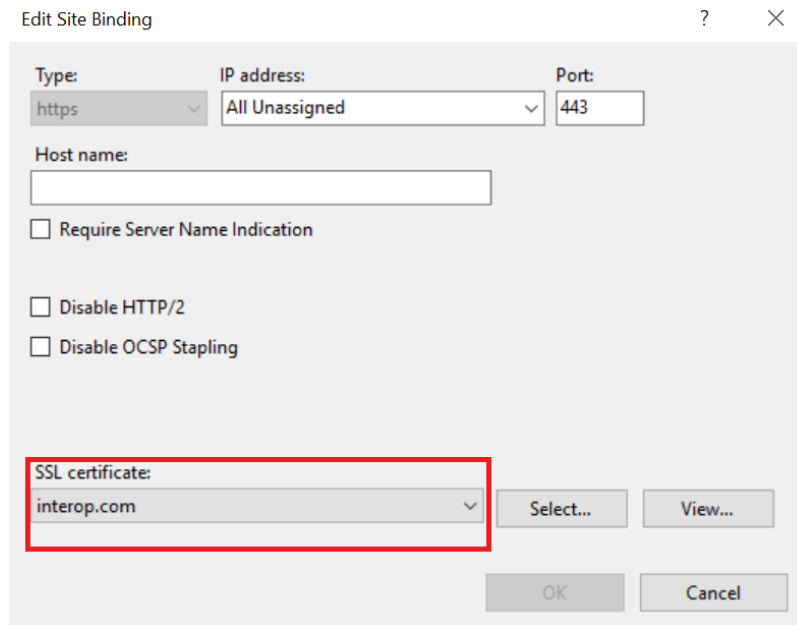 Edit Site Binding ?
Type: IP address: Port:
https All Unassigned 443
Host name:
Require Server Name Indication
Disable HTTP/2
Disable OCSP Stapling
SSL certificate:
interop.com Select... View...
OK Cancel